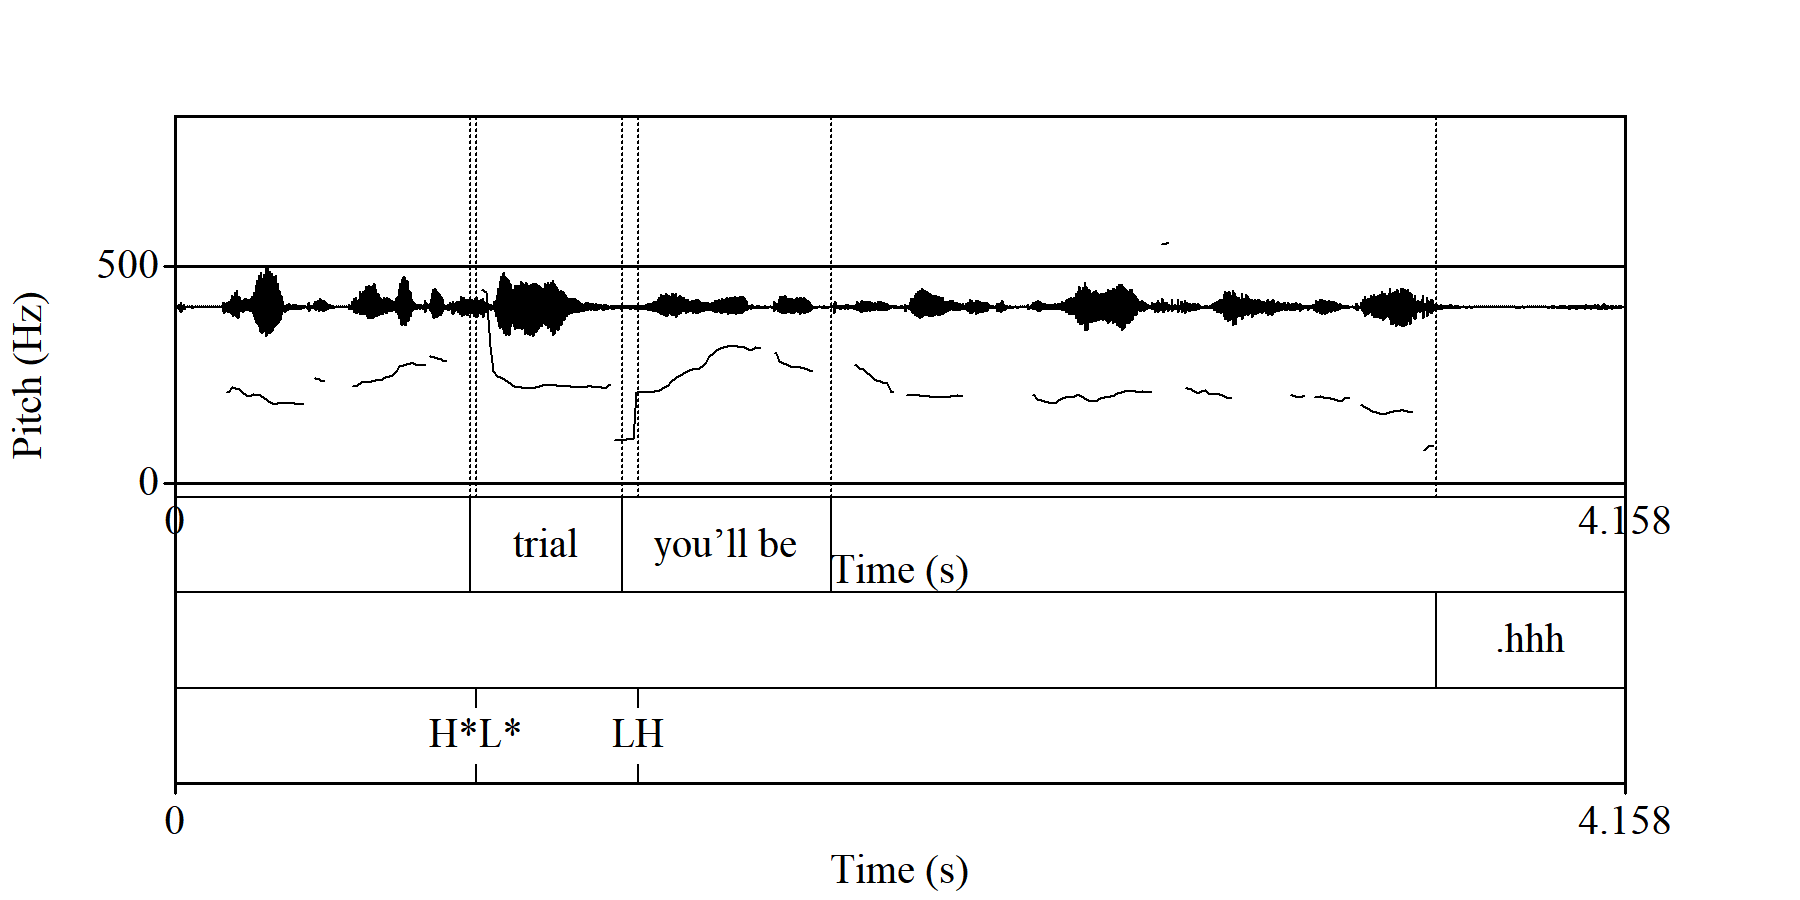 500
Pitch (Hz)
0
0 4.158
trial you’ll be
Time (s)
.hhh
H*L* LH
0 4.158
Time (s)